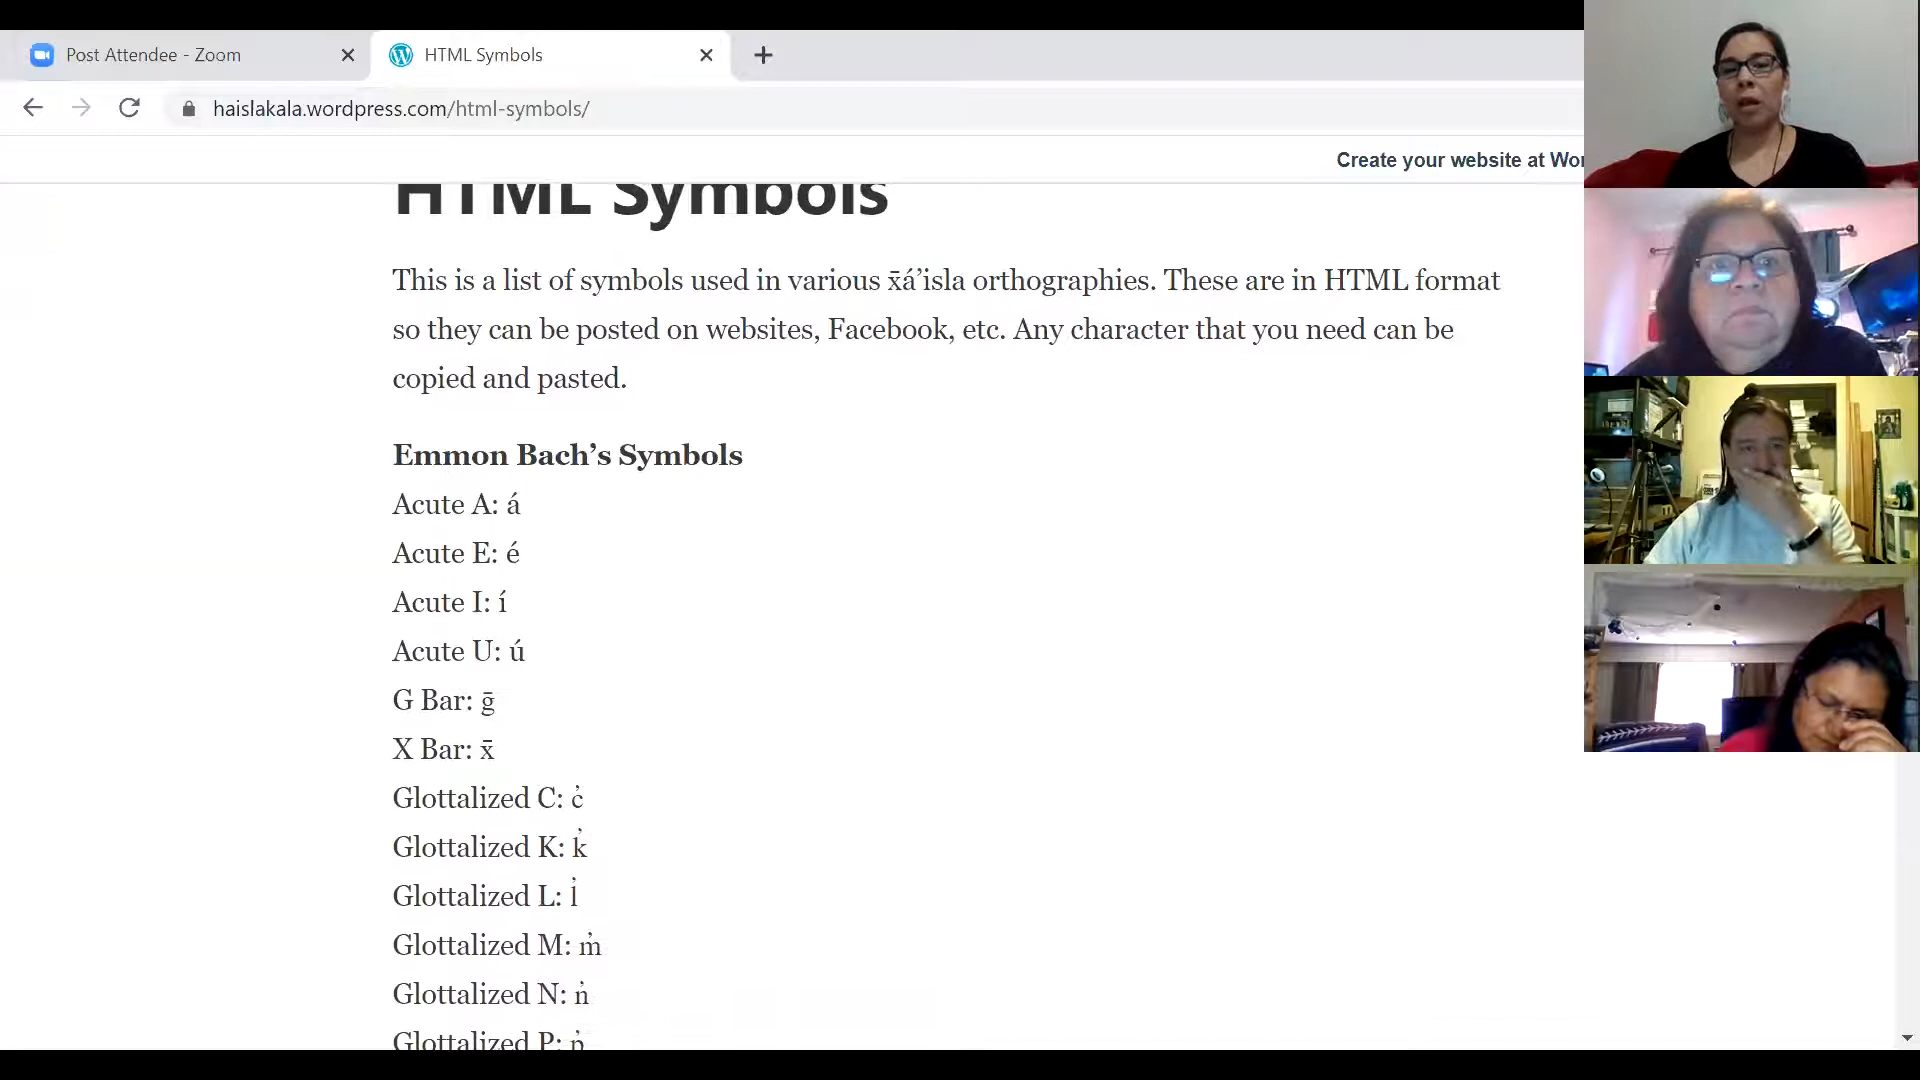 Post Attendee - Zoom
HTML Symbols
haislakala.wordpress.com/html-symbols/
Create your website at
HTML Symbols
This is a list of symbols used in various x̄á’isla orthographies. These are in HTML format
so they can be posted on websites, Facebook, etc. Any character that you need can be
copied and pasted.
Emmon Bach’s Symbols
Acute A: á
Acute E: é
Acute I: í
Acute U: ú
G Bar: ḡ
X Bar: x̄
Glottalized C: c̓
Glottalized K: k̓
Glottalized L: l̓
Glottalized M: m̓
Glottalized N: n̓
Glottalized P: p̓